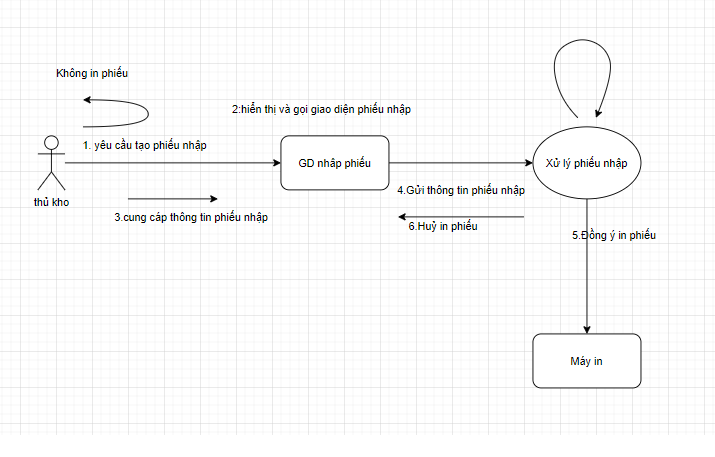 Không in phiếu
2:hiển thị và gọi giao diện phiếu nhập
1. yêu cầu tạo phiếu nhập
GD nhập phiếu
Xử lý phiếu nhập
4.Gửi thông tin phiếu nhập
thủ kho
3.cung cáp thông tin phiếu nhập
6.Huỷ in phiếu
5.Đồng ý in phiếu
Máy in